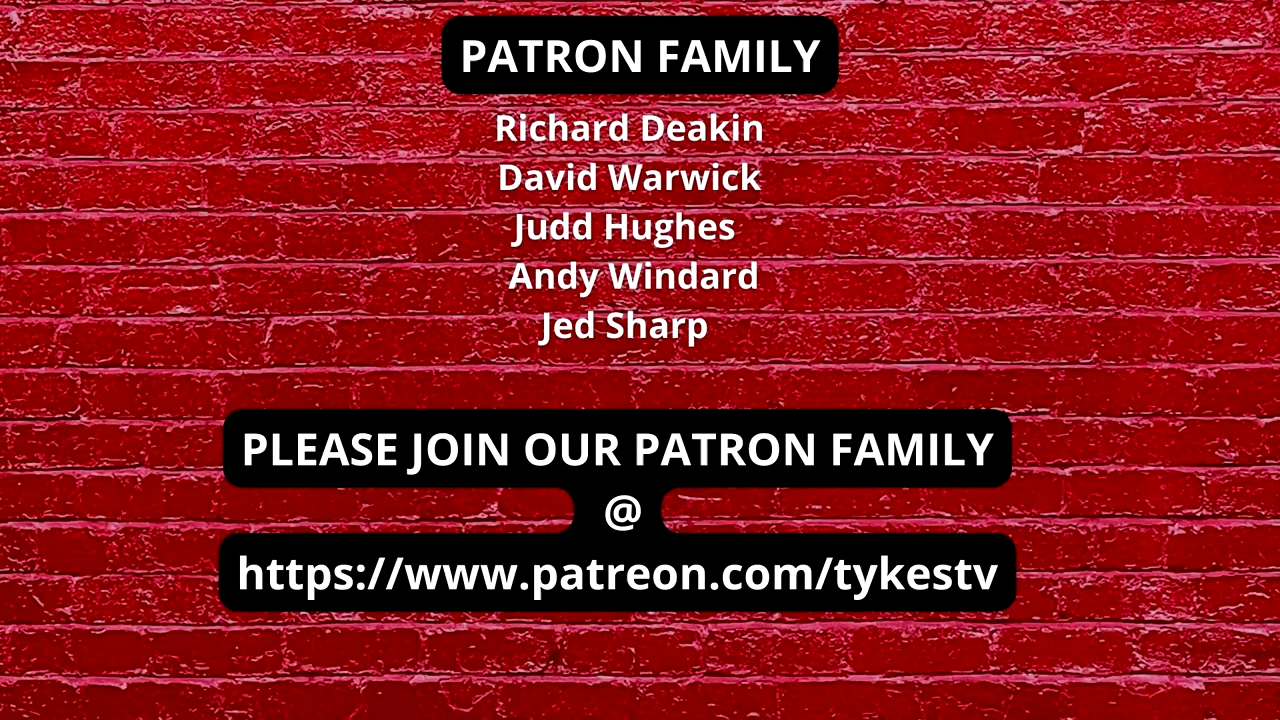 PATRON FAMILY
Richard Deakin
David Warwick
Judd Hughes
Andy Windard
Jed Sharp
PLEASE JOIN OUR PATRON FAMILY
@
https://www.patreon.com/tykestv